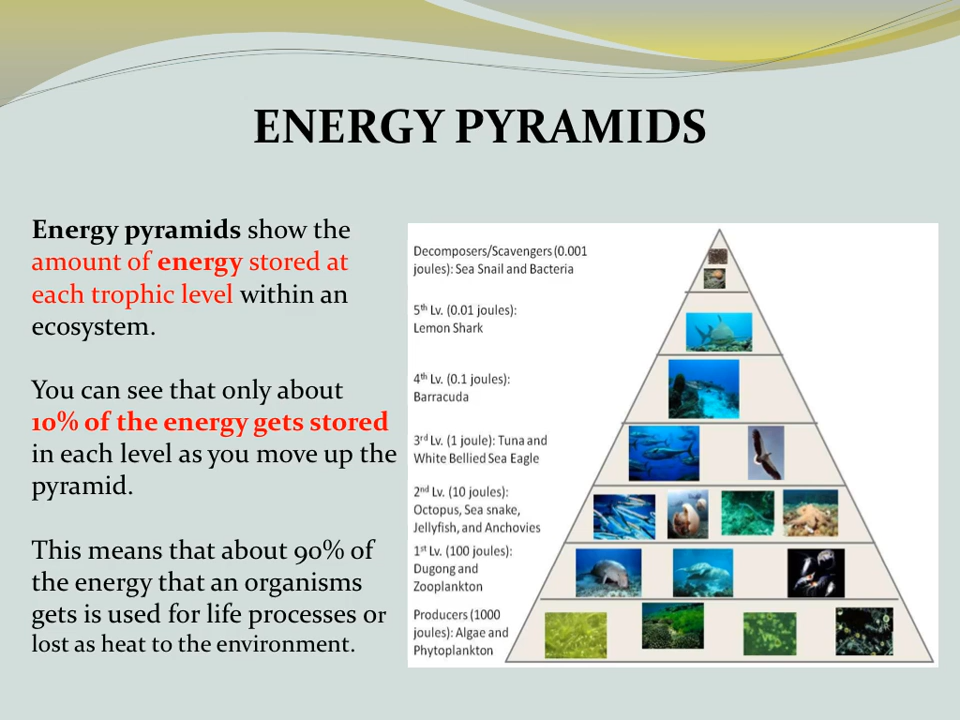 ENERGY PYRAMIDS
Energy pyramids show the
amount of energy stored at
each trophic level within an
ecosystem.
You can see that only about
10% of the energy gets stored
in each level as you move up the
pyramid.
This means that about 90% of
the energy that an organisms
gets is used for life processes or
lost as heat to the environment.
Decomposers/Scavengers (0.001
joules): Sea Snail and Bacteria
5th Lv. (0.01 joules):
Lemon Shark
4th Lv. (0.1 joules):
Barracuda
3rd Lv. (1 joule): Tuna and
White Bellied Sea Eagle
2nd Lv. (10 joules):
Octopus, Sea snake,
Jellyfish, and Anchovies
1st Lv. (100 joules):
Dugong and
Zooplankton
Producers (1000
joules): Algae and
Phytoplankton